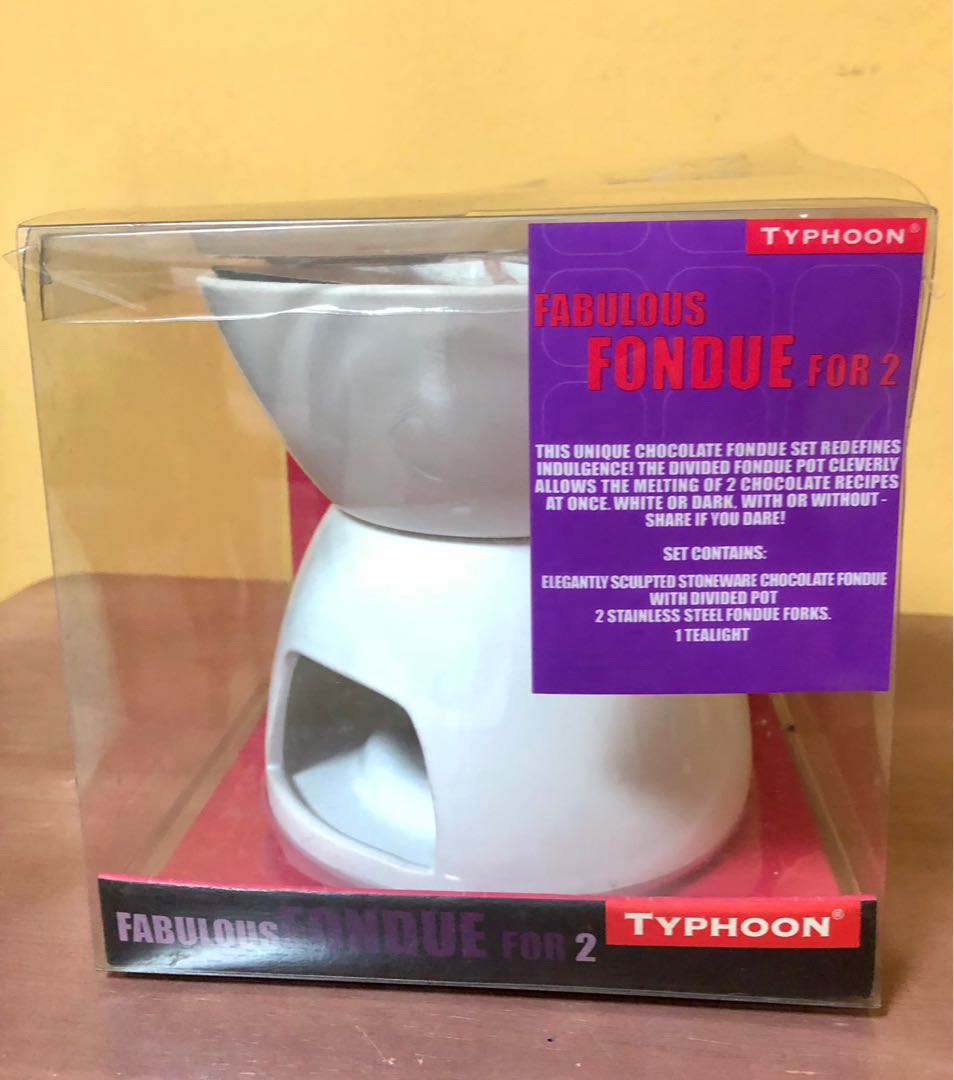 TYPHOON®
FABULOUS
FONDUE FOR 2
THIS UNIQUE CHOCOLATE FONDUE SET REDEFINES
INDULGENCE! THE DIVIDED FONDUE POT CLEVERLY
ALLOWS THE MELTING OF 2 CHOCOLATE RECIPES
AT ONCE. WHITE OR DARK, WITH OR WITHOUT -
SHARE IF YOU DARE!
SET CONTAINS:
ELEGANTLY SCULPTED STONEWARE CHOCOLATE FONDUE
WITH DIVIDED POT
2 STAINLESS STEEL FONDUE FORKS.
1 TEALIGHT
FABULOUS FONDUE FOR 2 TYPHOON®